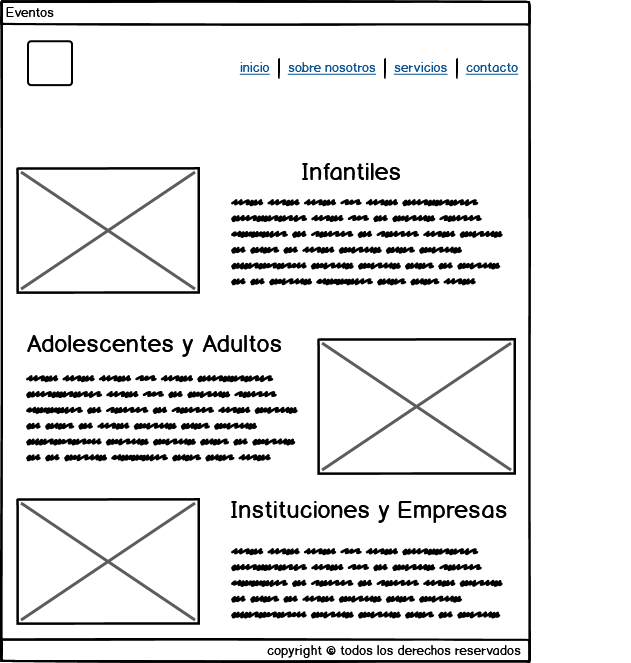 Eventos
inicio | sobre nosotros | servicios | contacto
Infantiles
Adolescentes y Adultos
Instituciones y Empresas
copyright © todos los derechos reservados